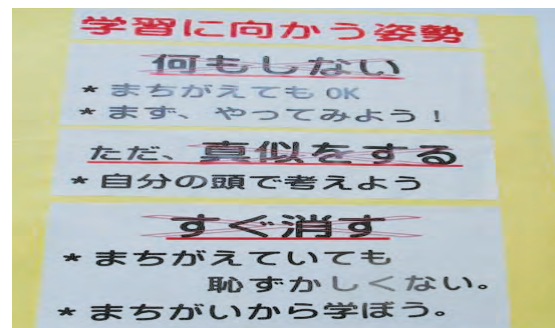 学習に向かう姿勢
何もしない
* まちがえても OK
* まず、やってみよう!
ただ、真似をする
* 自分の頭で考えよう
すぐ消す
* まちがえていても
恥ずかしくない。
* まちがいから学ぼう。